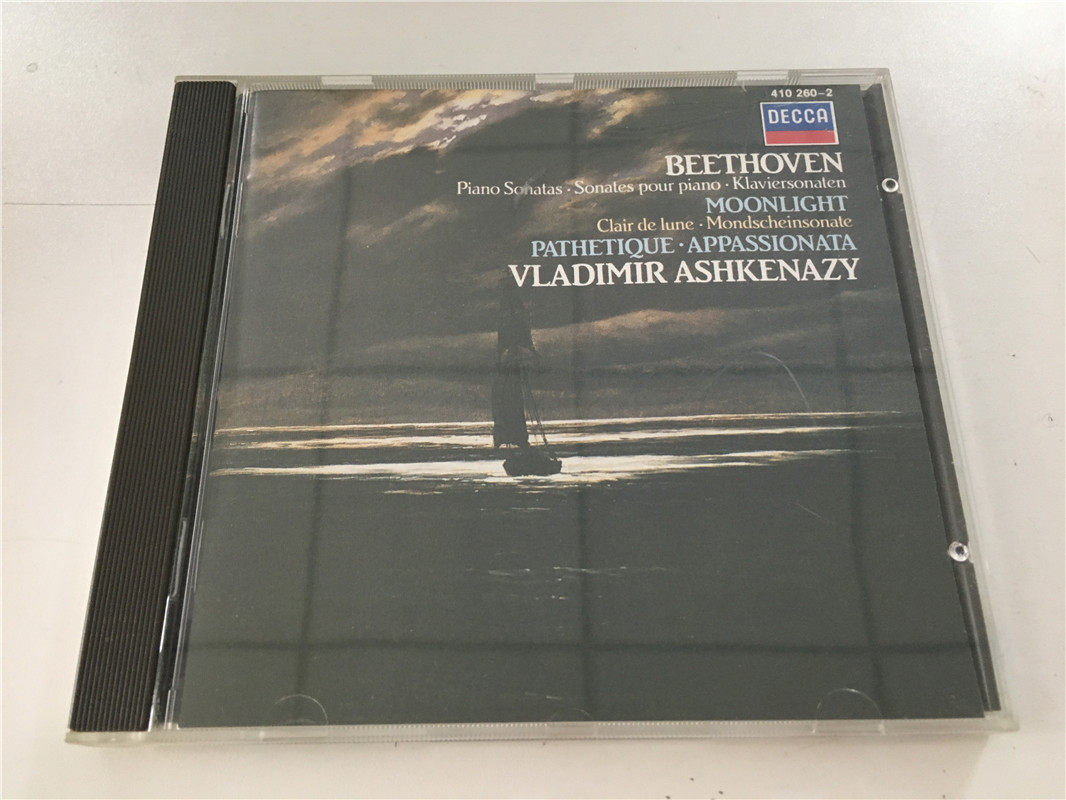 410 260-2
DECCA
BEETHOVEN
Piano Sonatas · Sonates pour piano · Klaviersonaten
MOONLIGHT
Clair de lune · Mondscheinsonate
PATHETIQUE · APPASSIONATA
VLADIMIR ASHKENAZY